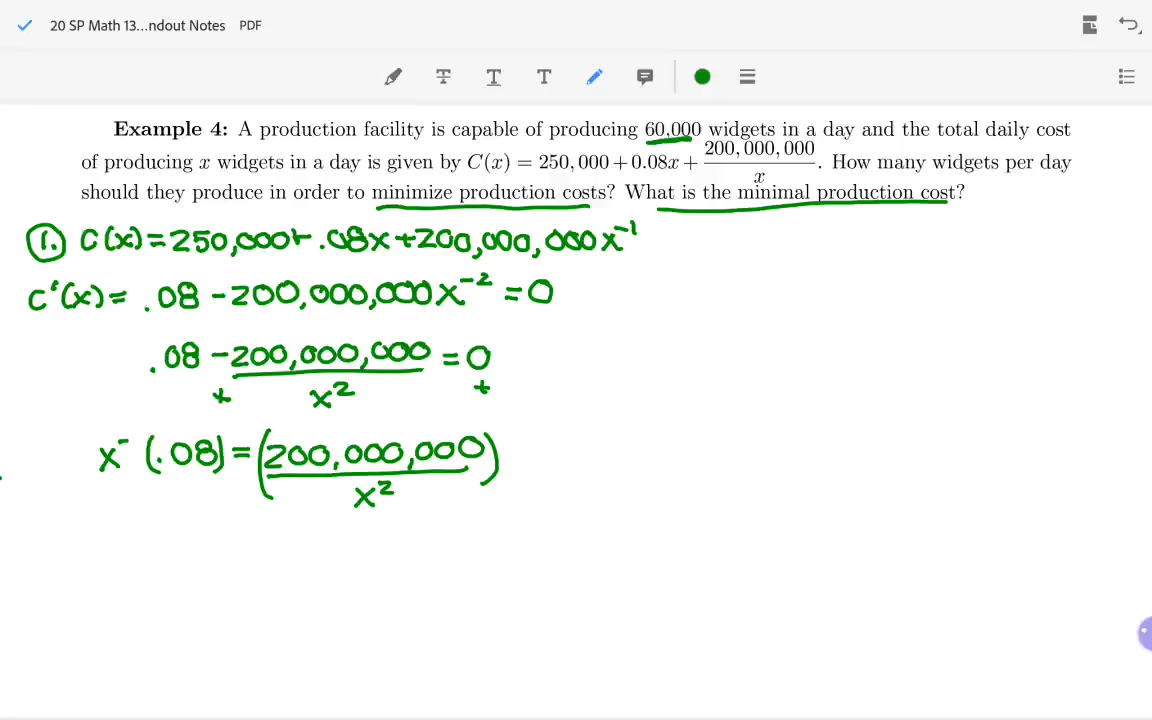 20 SP Math 13...ndout Notes PDF
Example 4: A production facility is capable of producing 60,000 widgets in a day and the total daily cost
of producing x widgets in a day is given by C(x) = 250,000 + 0.08x + 200,000,000/x. How many widgets per day
should they produce in order to minimize production costs? What is the minimal production cost?
1. C(x) = 250,000 + .08x + 200,000,000x⁻¹
C'(x) = .08 - 200,000,000x⁻² = 0
.08 - 200,000,000/x² = 0
+ +
x⁻ (.08) = (200,000,000/x²)